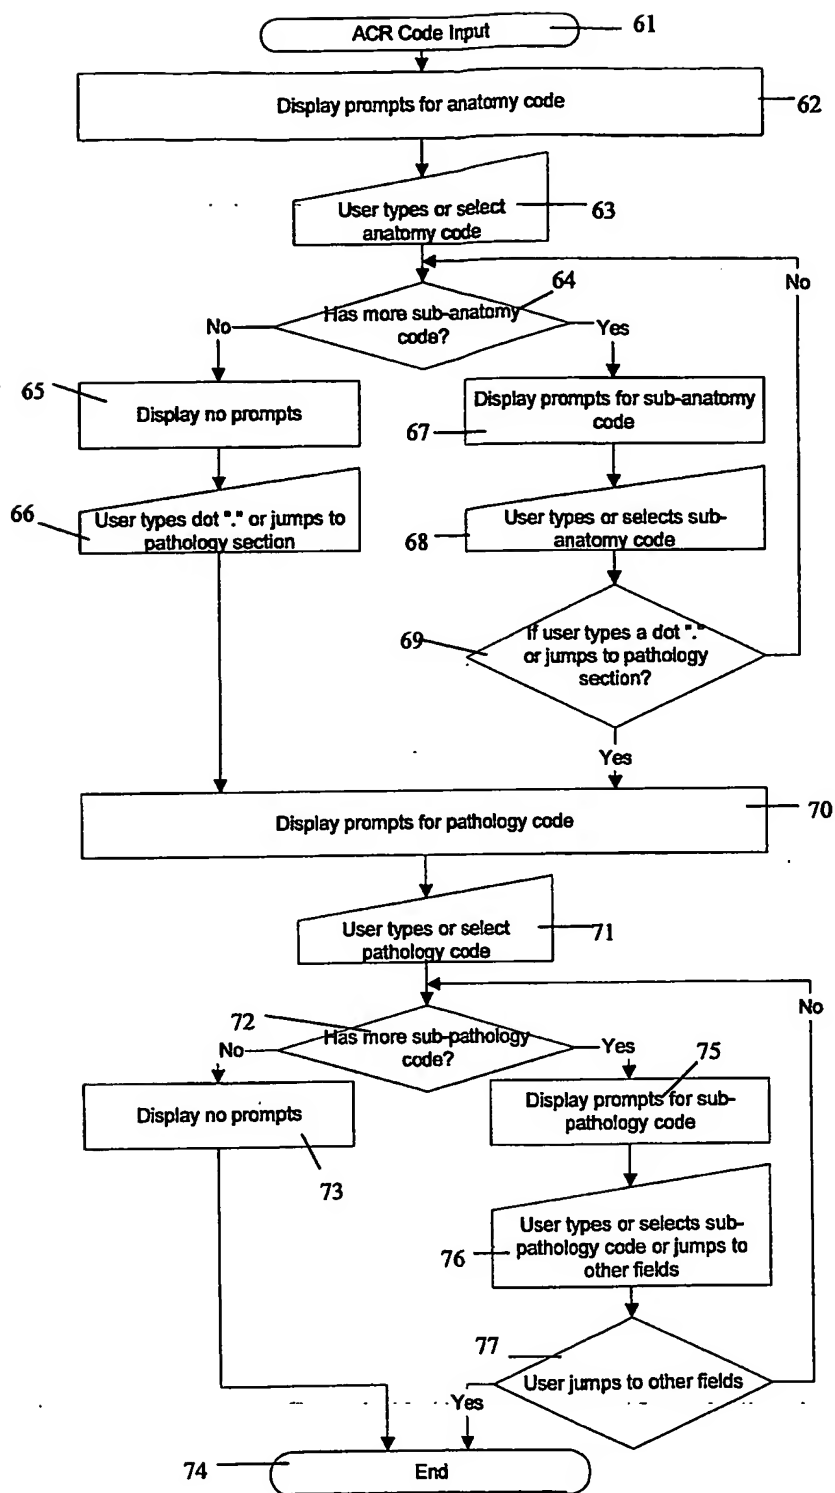 ACR Code Input
61
Display prompts for anatomy code
62
User types or select
anatomy code
63
No
64
Has more sub-anatomy
code?
No
Yes
65
Display no prompts
Display prompts for sub-anatomy
code
67
66
User types dot "." or jumps to
pathology section
User types or selects sub-
anatomy code
68
If user types a dot "."
or jumps to pathology
section?
69
Yes
Display prompts for pathology code
70
User types or select
pathology code
71
No
72
Has more sub-pathology
code?
No
Yes
75
Display no prompts
Display prompts for sub-
pathology code
73
User types or selects sub-
pathology code or jumps to
other fields
76
77
User jumps to other fields
Yes
74
End